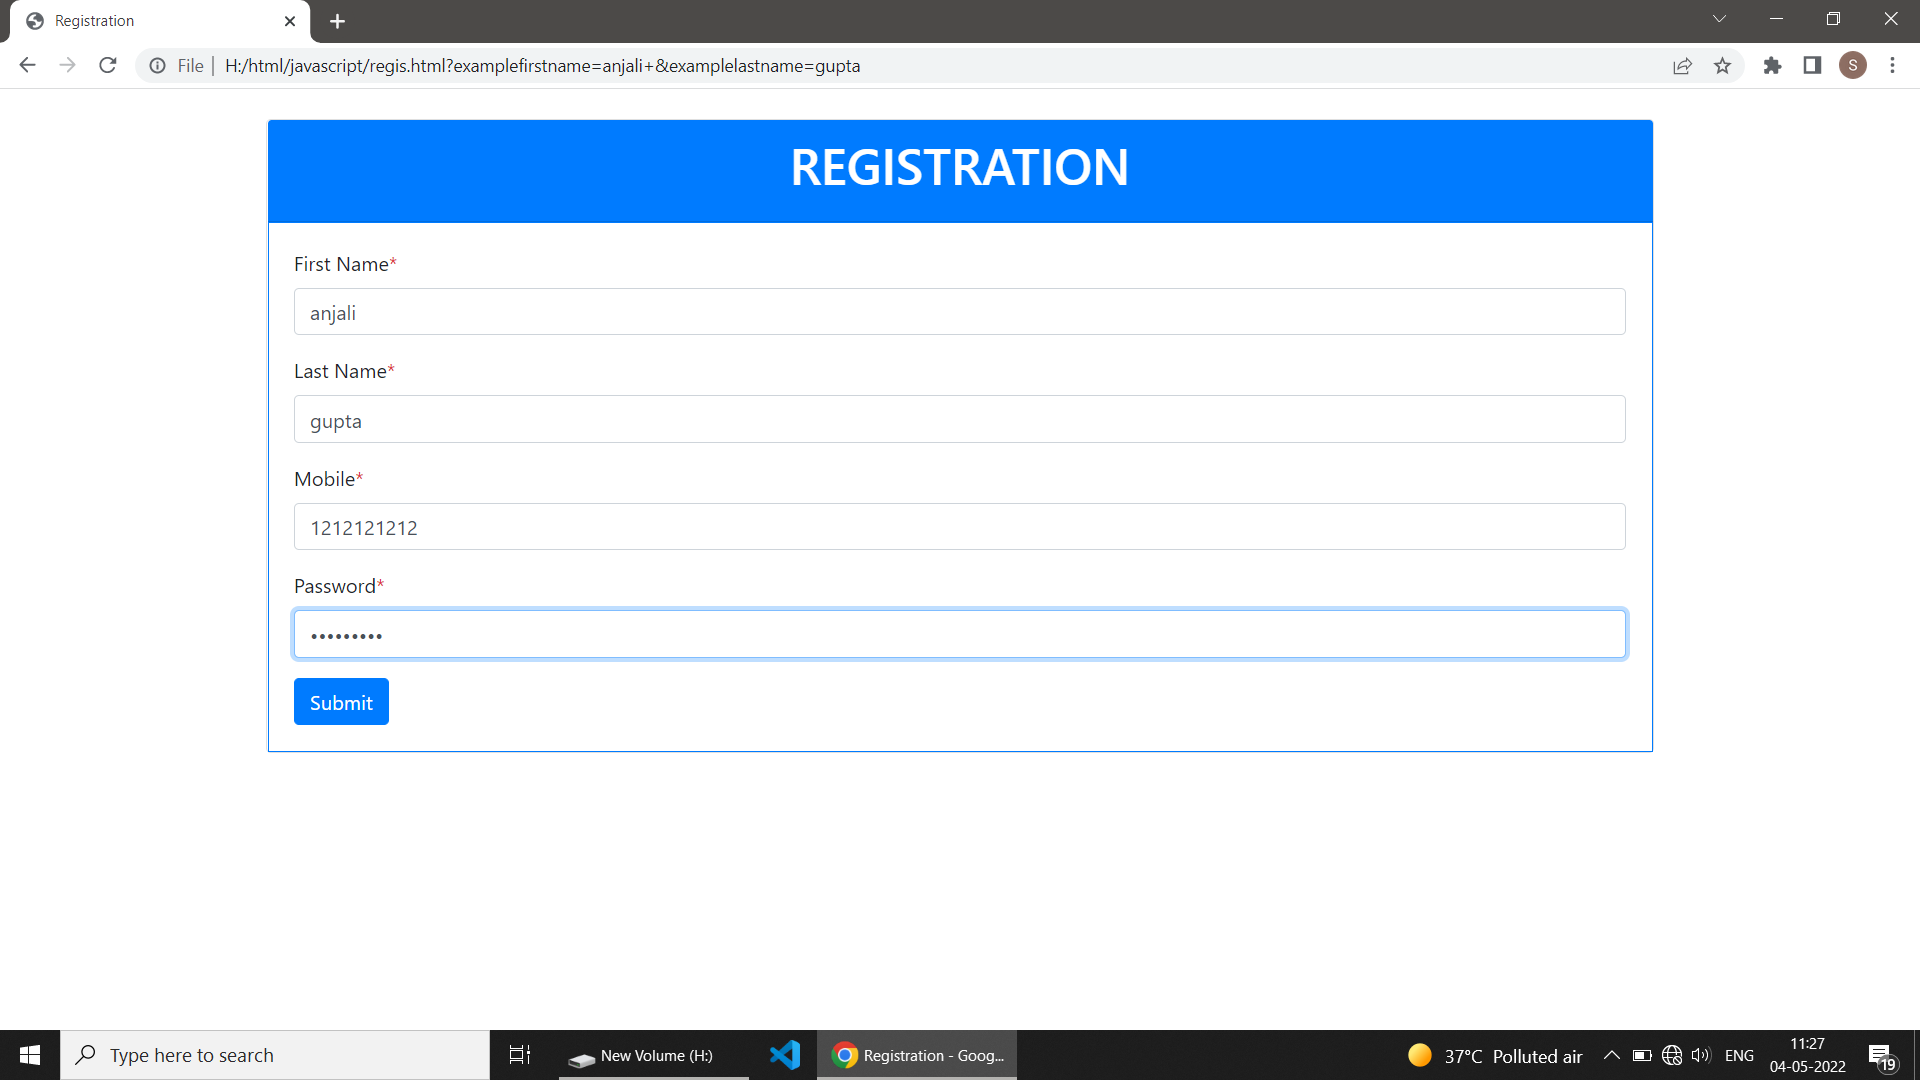 Registration
File | H:/html/javascript/regis.html?examplefirstname=anjali+&examplelastname=gupta
S
REGISTRATION
First Name*
anjali
Last Name*
gupta
Mobile*
1212121212
Password*
•••••••••
Submit
Type here to search
New Volume (H:)
Registration - Goog...
37°C Polluted air
ENG
11:27
04-05-2022
19